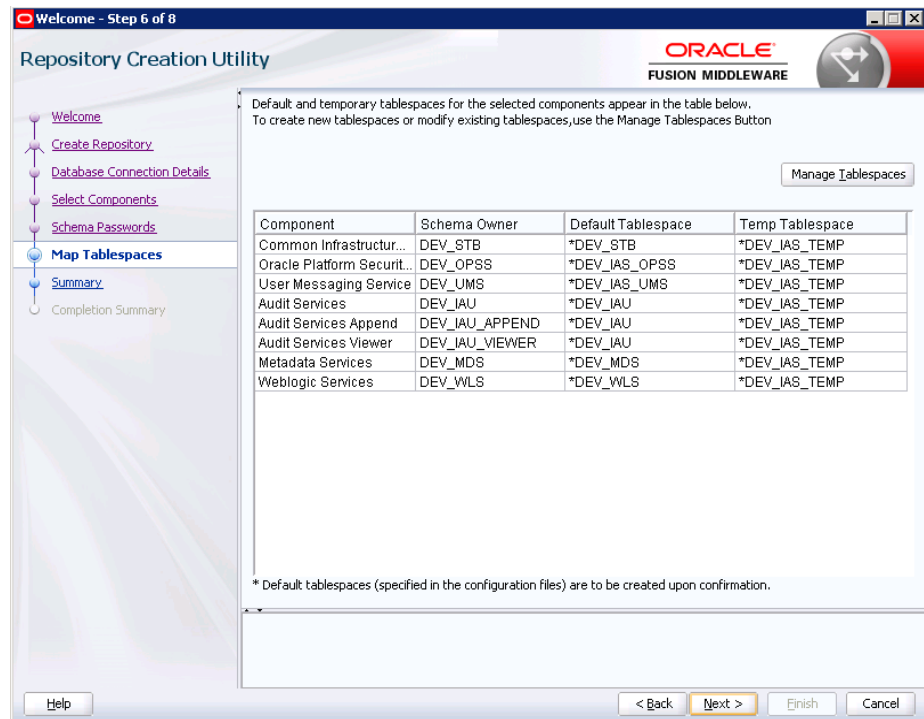 Welcome - Step 6 of 8
Repository Creation Utility
ORACLE
FUSION MIDDLEWARE
Welcome
Create Repository
Database Connection Details
Select Components
Schema Passwords
Map Tablespaces
Summary
Completion Summary
Default and temporary tablespaces for the selected components appear in the table below.
To create new tablespaces or modify existing tablespaces,use the Manage Tablespaces Button
Manage Tablespaces
Component Schema Owner Default Tablespace Temp Tablespace
Common Infrastructur... DEV_STB *DEV_STB *DEV_IAS_TEMP
Oracle Platform Securit... DEV_OPSS *DEV_IAS_OPSS *DEV_IAS_TEMP
User Messaging Service DEV_UMS *DEV_IAS_UMS *DEV_IAS_TEMP
Audit Services DEV_IAU *DEV_IAU *DEV_IAS_TEMP
Audit Services Append DEV_IAU_APPEND *DEV_IAU *DEV_IAS_TEMP
Audit Services Viewer DEV_IAU_VIEWER *DEV_IAU *DEV_IAS_TEMP
Metadata Services DEV_MDS *DEV_MDS *DEV_IAS_TEMP
Weblogic Services DEV_WLS *DEV_WLS *DEV_IAS_TEMP
* Default tablespaces (specified in the configuration files) are to be created upon confirmation.
Help < Back Next > Finish Cancel